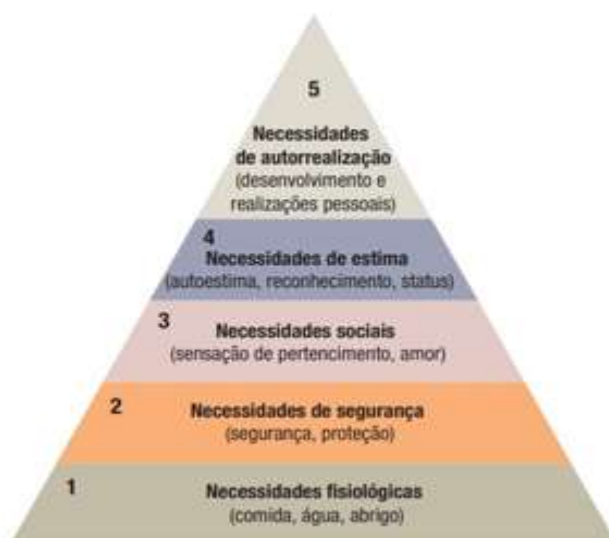 5
Necessidades
de autorrealização
(desenvolvimento e
realizações pessoais)
4
Necessidades de estima
(autoestima, reconhecimento, status)
3
Necessidades sociais
(sensação de pertencimento, amor)
2
Necessidades de segurança
(segurança, proteção)
1
Necessidades fisiológicas
(comida, água, abrigo)